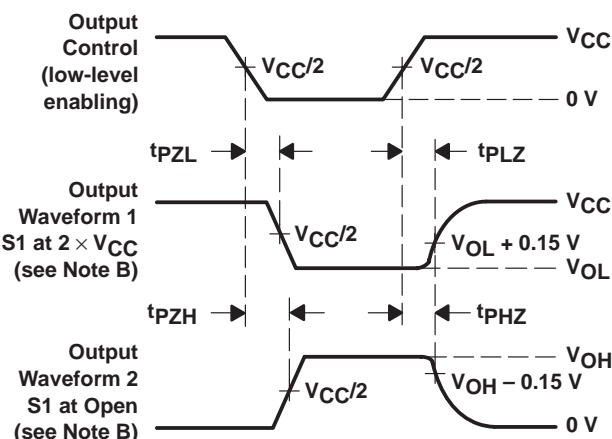 Output
Control
(low-level
enabling)
VCC
VCC/2
VCC/2
0 V
tPZL
tPLZ
Output
Waveform 1
S1 at 2 × VCC
(see Note B)
VCC
VCC/2
VOL + 0.15 V
VOL
tPZH
tPHZ
Output
Waveform 2
S1 at Open
(see Note B)
VOH
VCC/2
VOH − 0.15 V
0 V